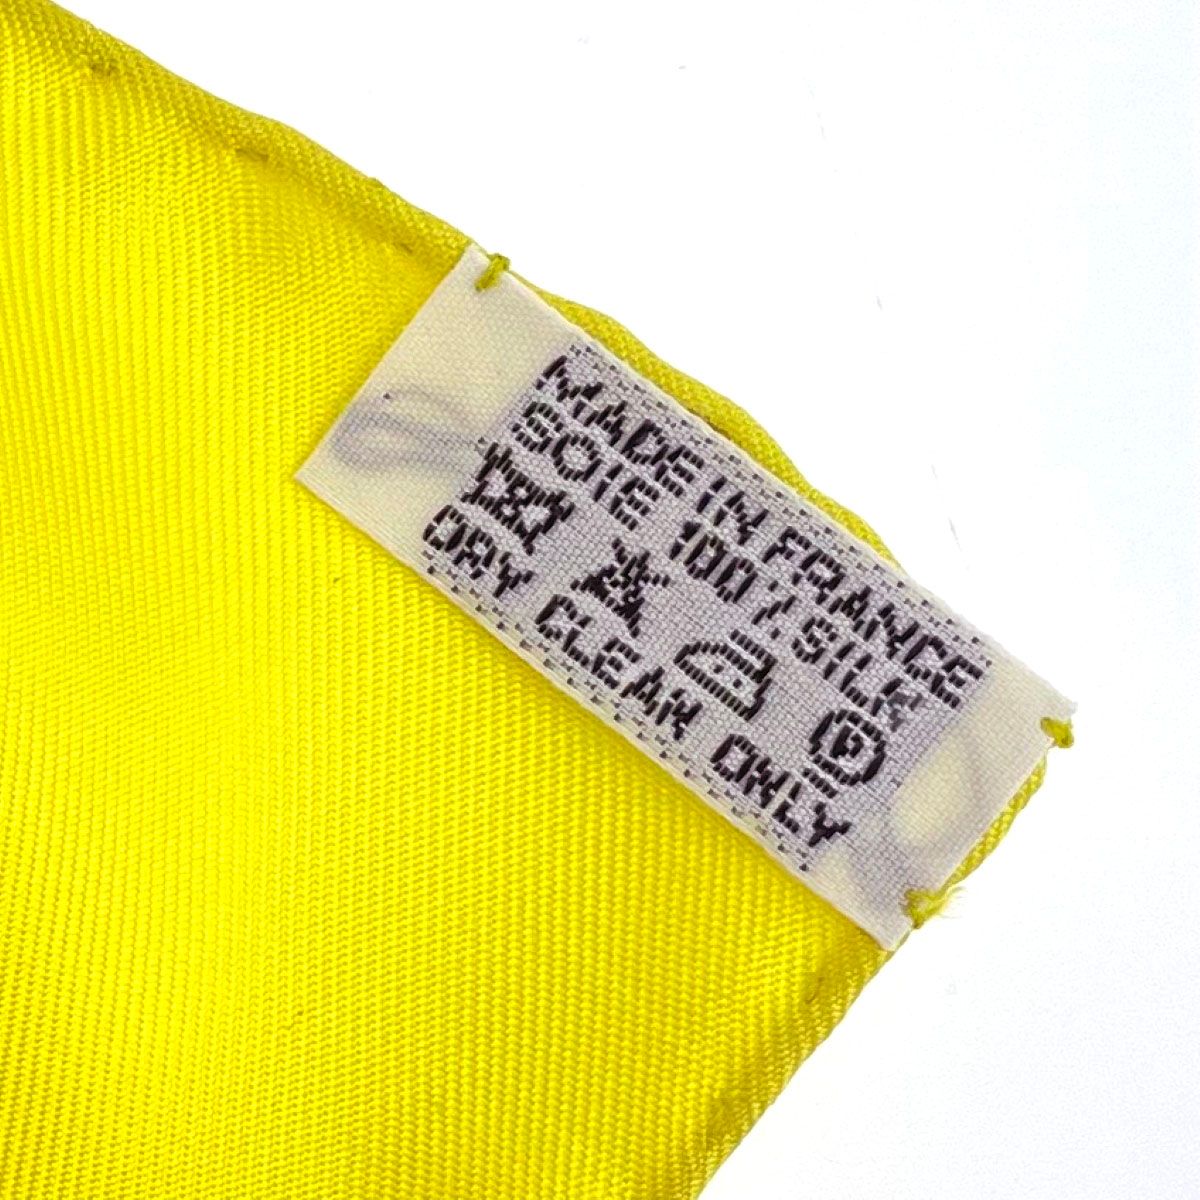 MADE IN FRANCE
SOIE 100% SILK
P
DRY CLEAN ONLY